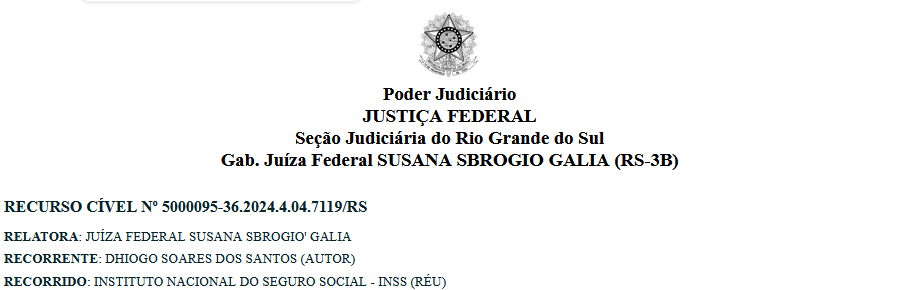 Poder Judiciário
JUSTIÇA FEDERAL
Seção Judiciária do Rio Grande do Sul
Gab. Juíza Federal SUSANA SBROGIO GALIA (RS-3B)
RECURSO CÍVEL Nº 5000095-36.2024.4.04.7119/RS
RELATORA: JUÍZA FEDERAL SUSANA SBROGIO' GALIA
RECORRENTE: DHIOGO SOARES DOS SANTOS (AUTOR)
RECORRIDO: INSTITUTO NACIONAL DO SEGURO SOCIAL - INSS (RÉU)